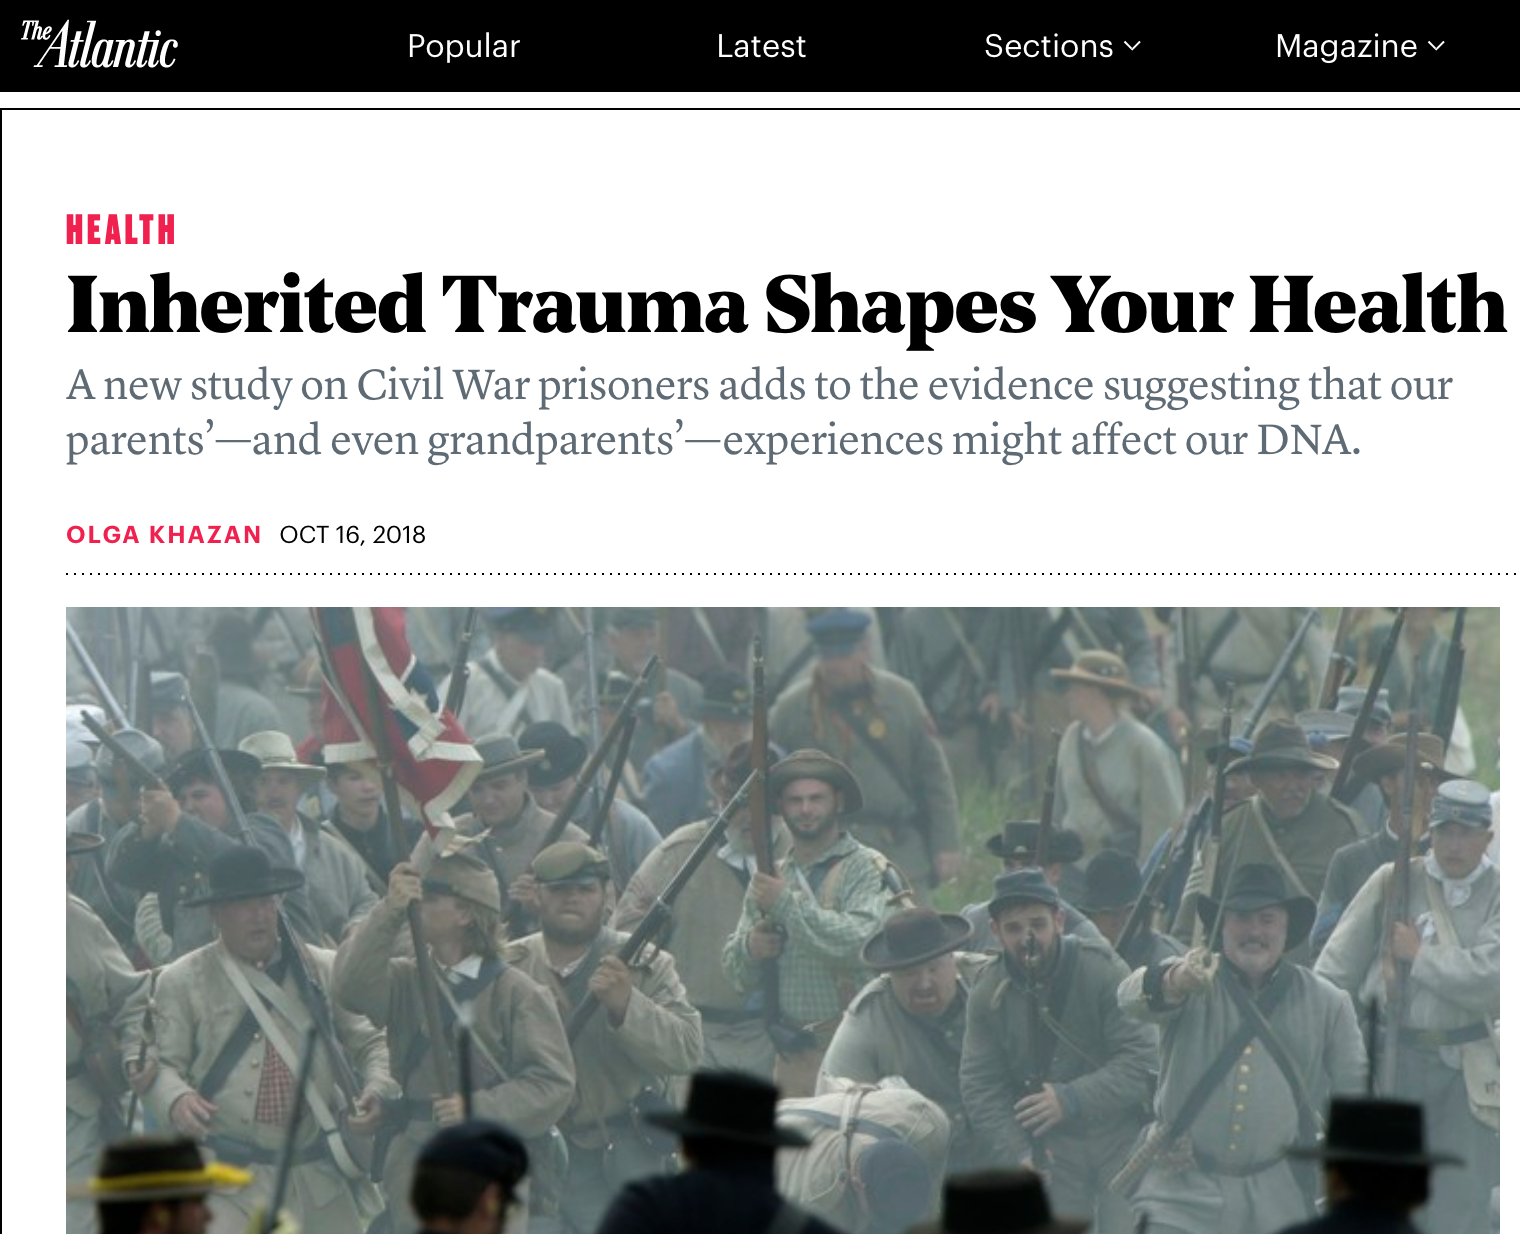 The Atlantic
Popular
Latest
Sections
Magazine
HEALTH
Inherited Trauma Shapes Your Health
A new study on Civil War prisoners adds to the evidence suggesting that our
parents’—and even grandparents’—experiences might affect our DNA.
OLGA KHAZAN OCT 16, 2018